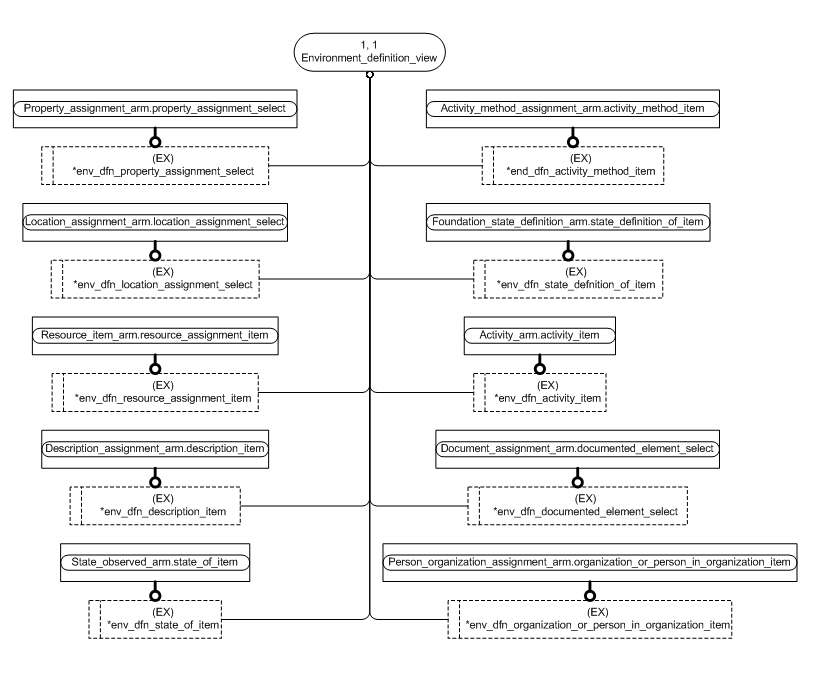 1, 1
Environment_definition_view
Property_assignment_arm.property_assignment_select
(EX)
*env_dfn_property_assignment_select
Activity_method_assignment_arm.activity_method_item
(EX)
*end_dfn_activity_method_item
Location_assignment_arm.location_assignment_select
(EX)
*env_dfn_location_assignment_select
Foundation_state_definition_arm.state_definition_of_item
(EX)
*env_dfn_state_defnition_of_item
Resource_item_arm.resource_assignment_item
(EX)
*env_dfn_resource_assignment_item
Activity_arm.activity_item
(EX)
*env_dfn_activity_item
Description_assignment_arm.description_item
(EX)
*env_dfn_description_item
Document_assignment_arm.documented_element_select
(EX)
*env_dfn_documented_element_select
State_observed_arm.state_of_item
(EX)
*env_dfn_state_of_item
Person_organization_assignment_arm.organization_or_person_in_organization_item
(EX)
*env_dfn_organization_or_person_in_organization_item